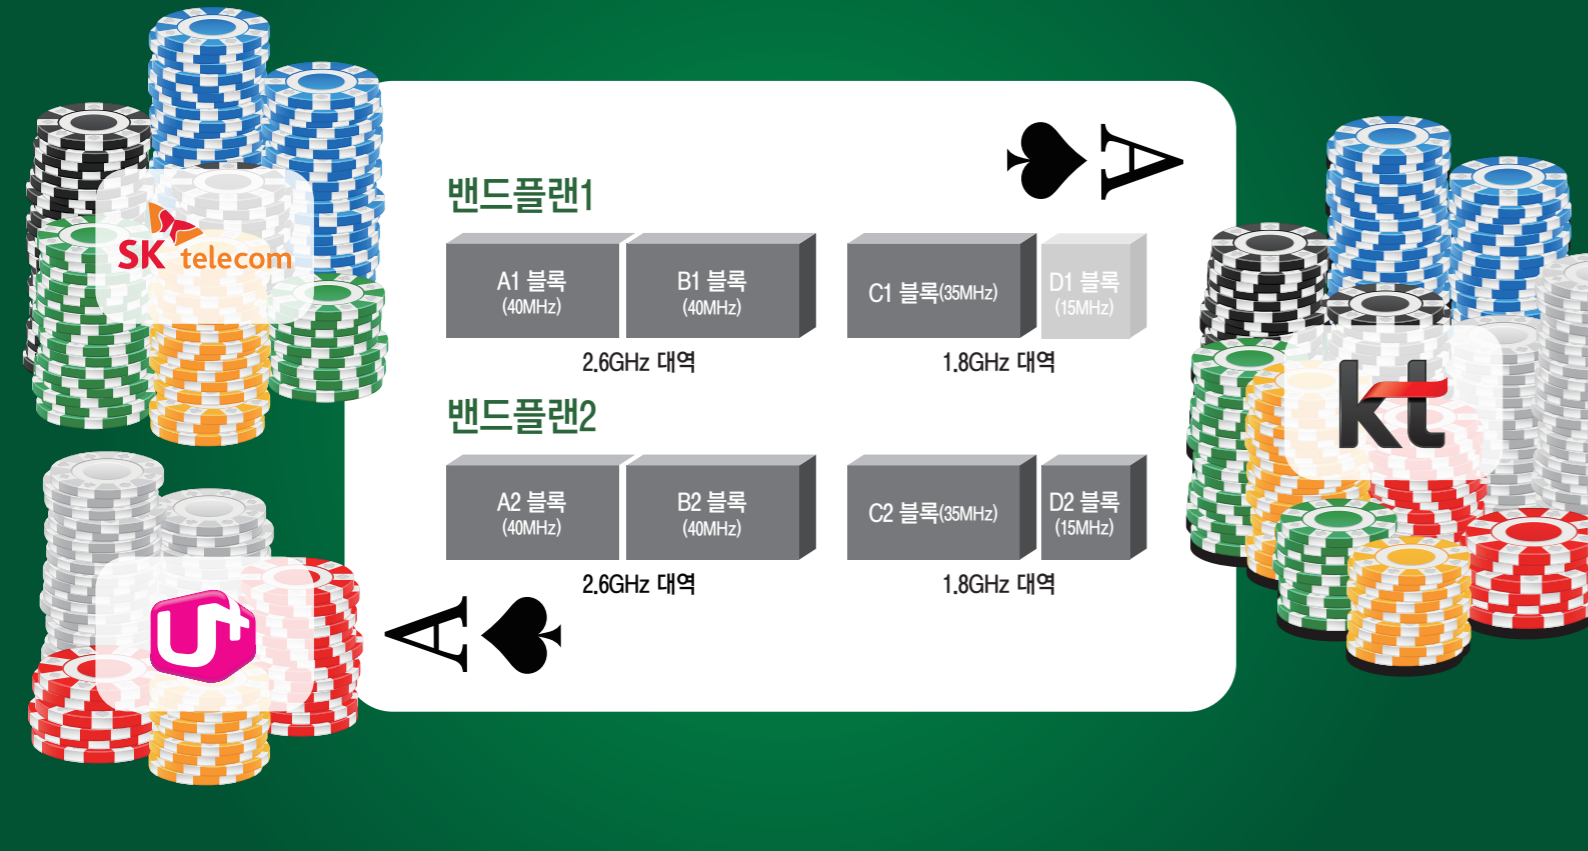 A
밴드플랜1
SK telecom
A1 블록
(40MHz)
B1 블록
(40MHz)
C1 블록(35MHz)
D1 블록
(15MHz)
2.6GHz 대역
1.8GHz 대역
kt
밴드플랜2
A2 블록
(40MHz)
B2 블록
(40MHz)
C2 블록(35MHz)
D2 블록
(15MHz)
2.6GHz 대역
1.8GHz 대역
U+
A